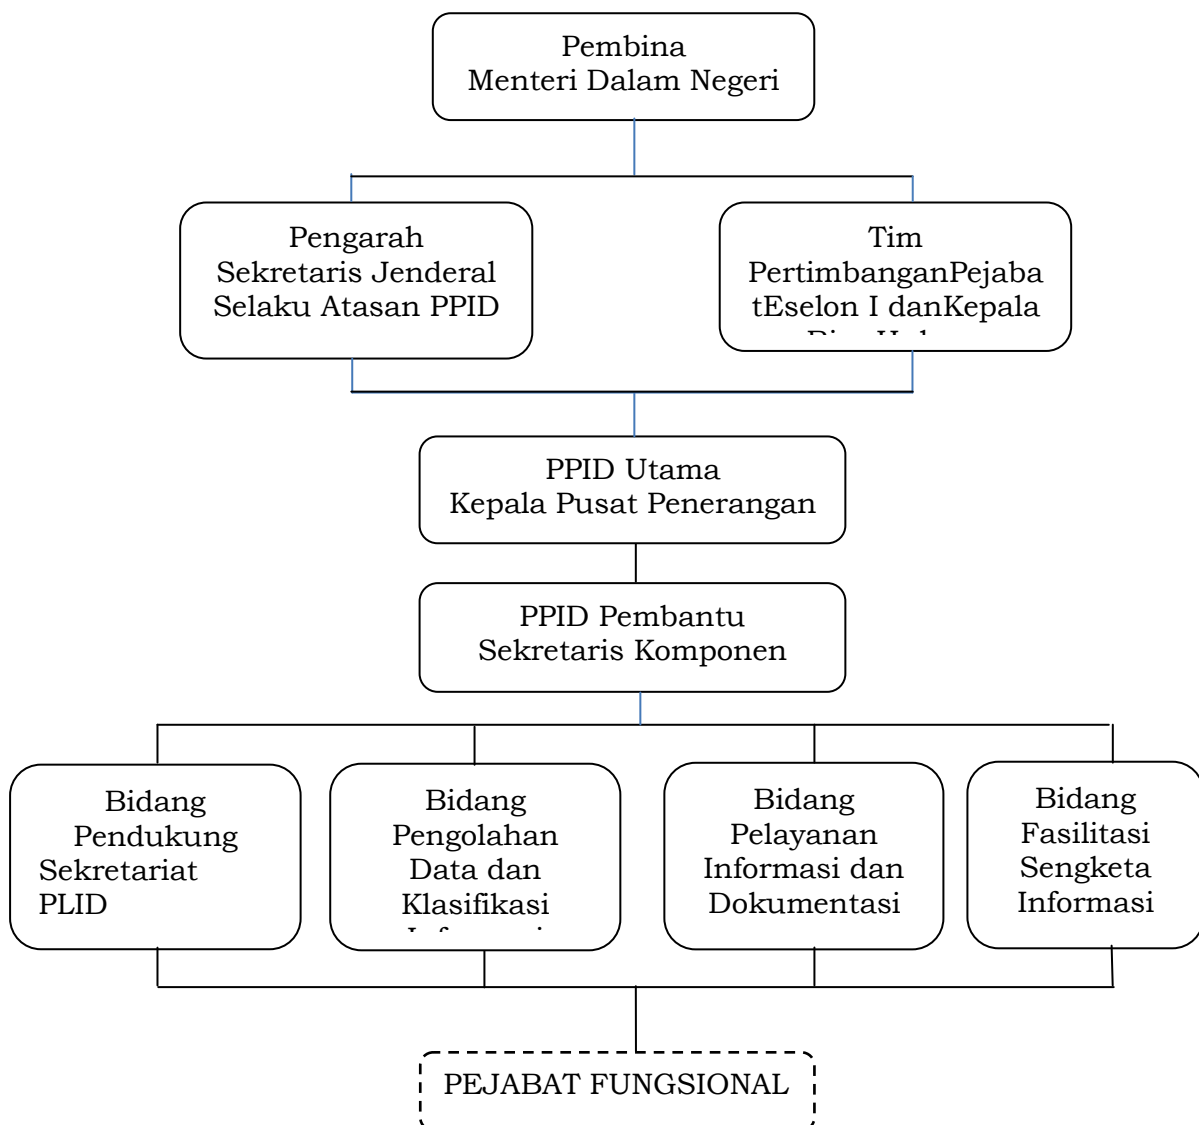 Pembina
Menteri Dalam Negeri
Pengarah
Sekretaris Jenderal
Selaku Atasan PPID
Tim
PertimbanganPejaba
tEselon I danKepala
PPID Utama
Kepala Pusat Penerangan
PPID Pembantu
Sekretaris Komponen
Bidang
Pendukung
Sekretariat
PLID
Bidang
Pengolahan
Data dan
Klasifikasi
Bidang
Pelayanan
Informasi dan
Dokumentasi
Bidang
Fasilitasi
Sengketa
Informasi
PEJABAT FUNGSIONAL